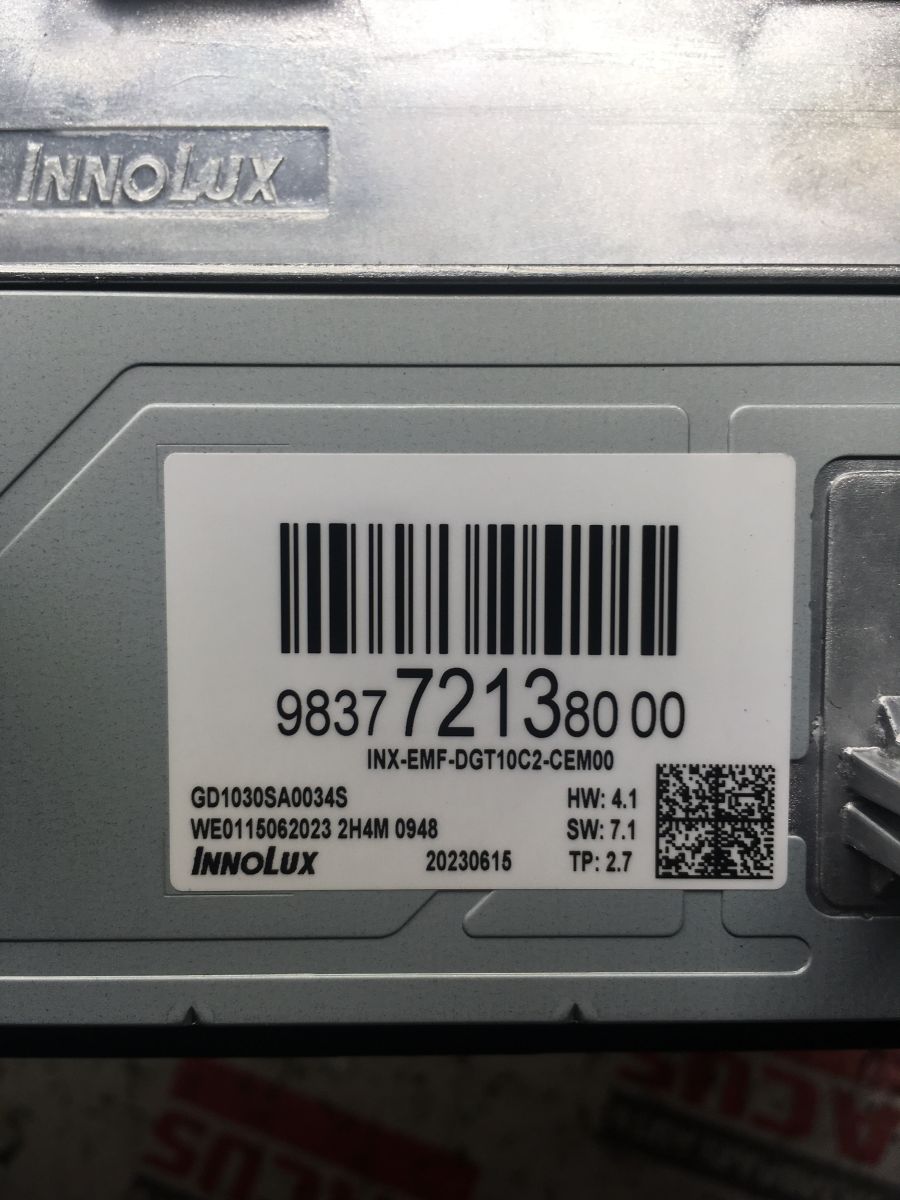 INNOLUX
98377213800 00
INX-EMF-DGT10C2-CEM00
GD1030SA0034S
HW: 4.1
WE0115062023 2H4M 0948
SW: 7.1
INNOLUX
20230615
TP: 2.7